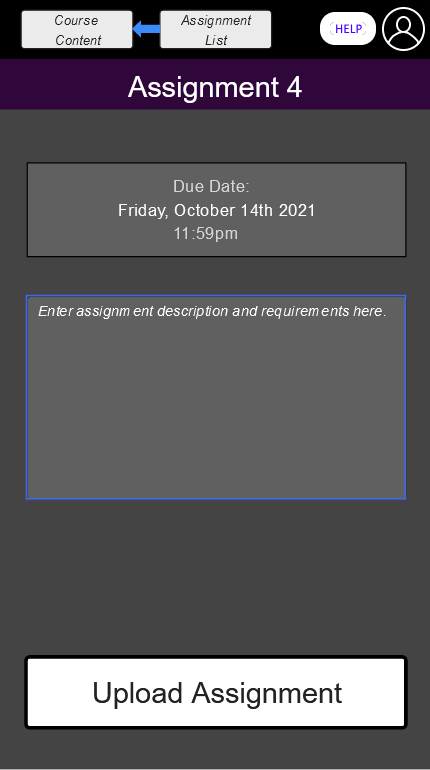 Course
Content
Assignment
List
HELP
Assignment 4
Due Date:
Friday, October 14th 2021
11:59pm
Enter assignment description and requirements here.
Upload Assignment